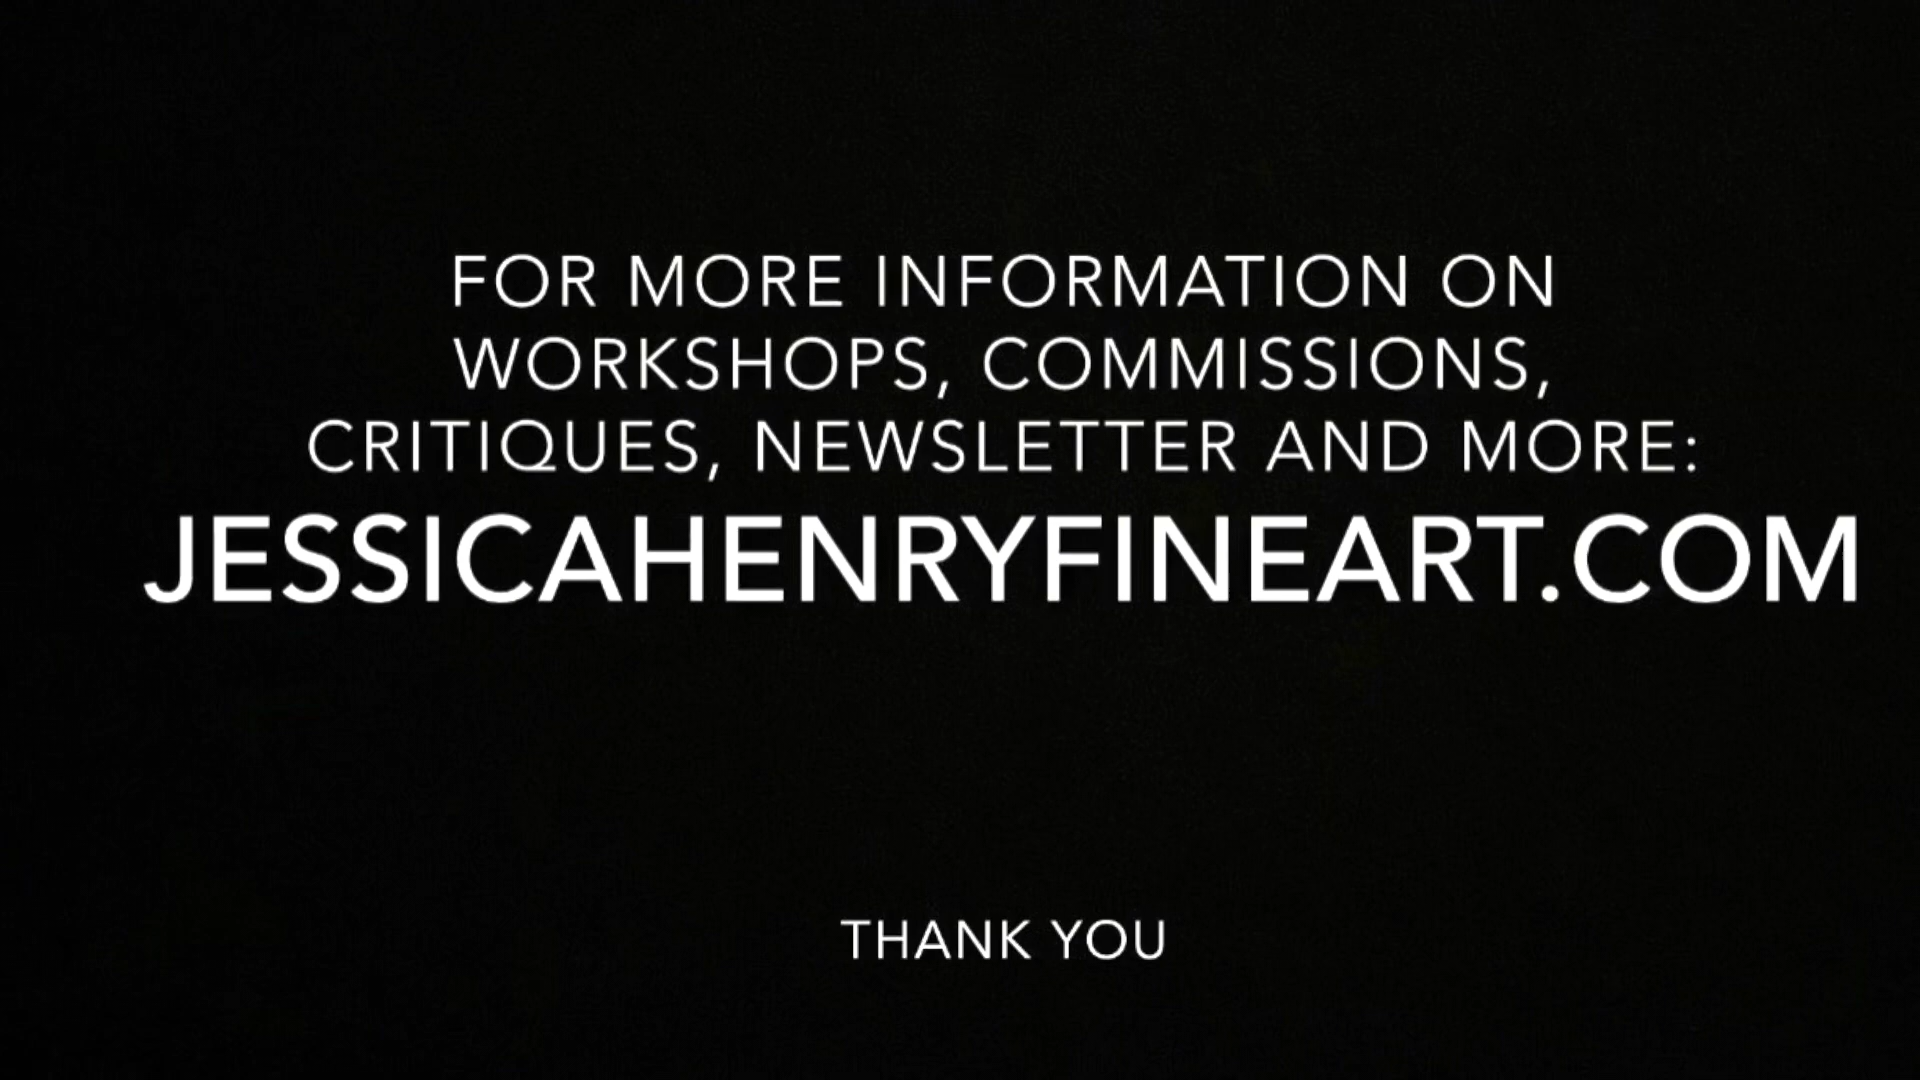 FOR MORE INFORMATION ON
WORKSHOPS, COMMISSIONS,
CRITIQUES, NEWSLETTER AND MORE:
JESSICAHENRYFINEART.COM
THANK YOU